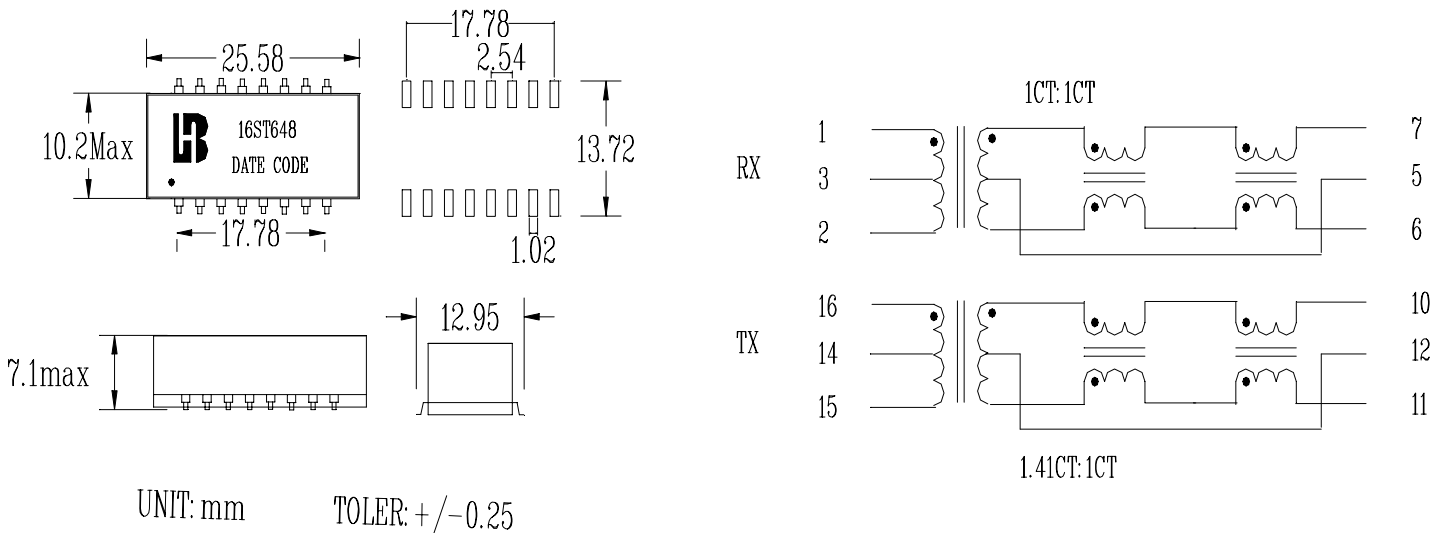 17.78
25.58
2.54
1CT:1CT
16ST648
10.2Max
DATE CODE
13.72
17.78
1.02
RX
1
3
2
7
5
6
12.95
7.1max
TX
16
14
15
10
12
11
1.41CT:1CT
UNIT: mm
TOLER: +/-0.25